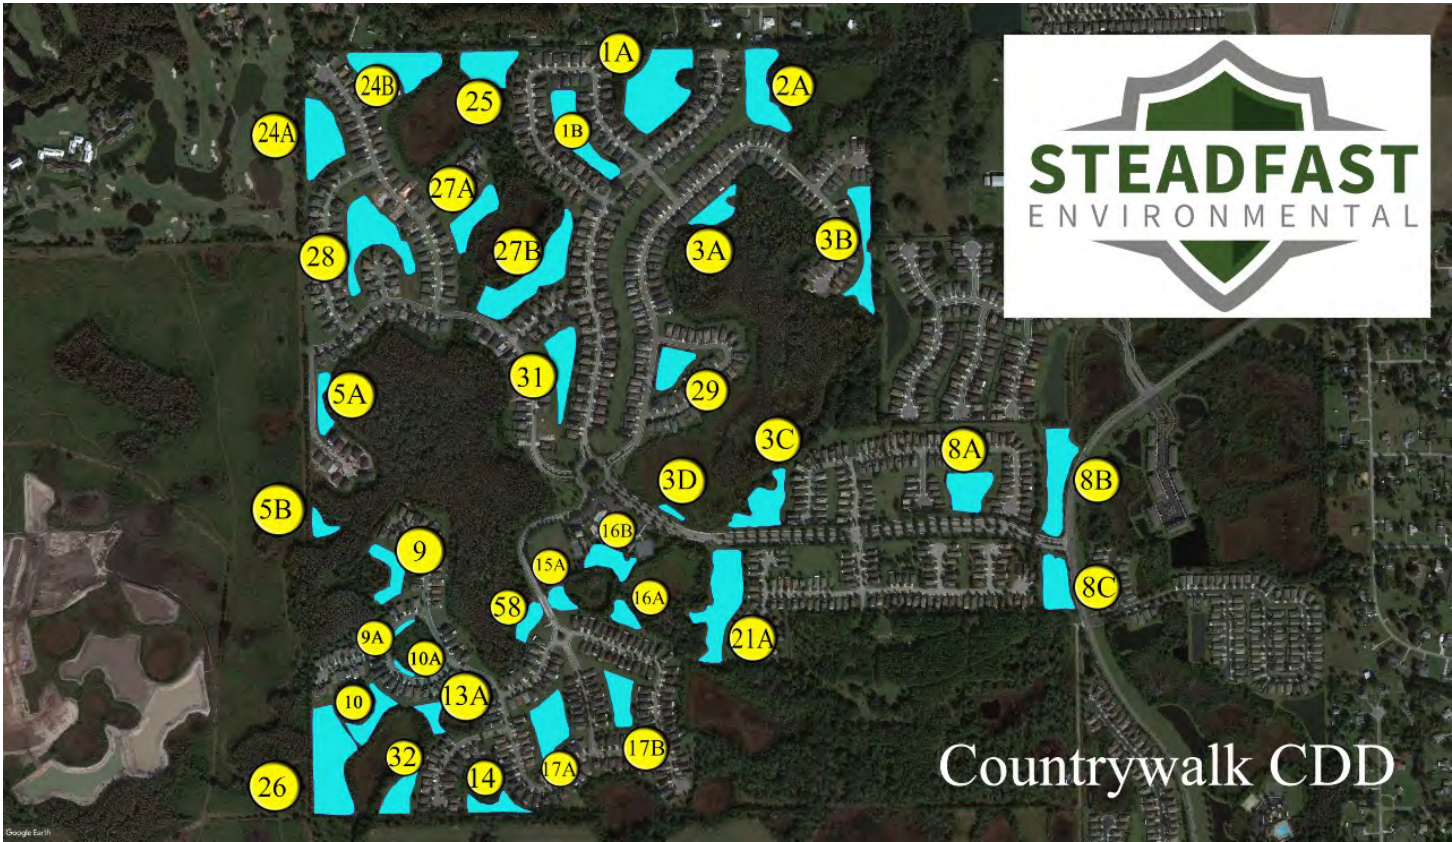 1A
24B
25
2A
24A
1B
27A
27B
28
3A
3B
STEADFAST
ENVIRONMENTAL
31
29
5A
3C
8A
3D
8B
5B
16B
9
15A
58
16A
8C
9A
10A
21A
10
13A
32
17B
26
14
17A
Countrywalk CDD
Google Earth